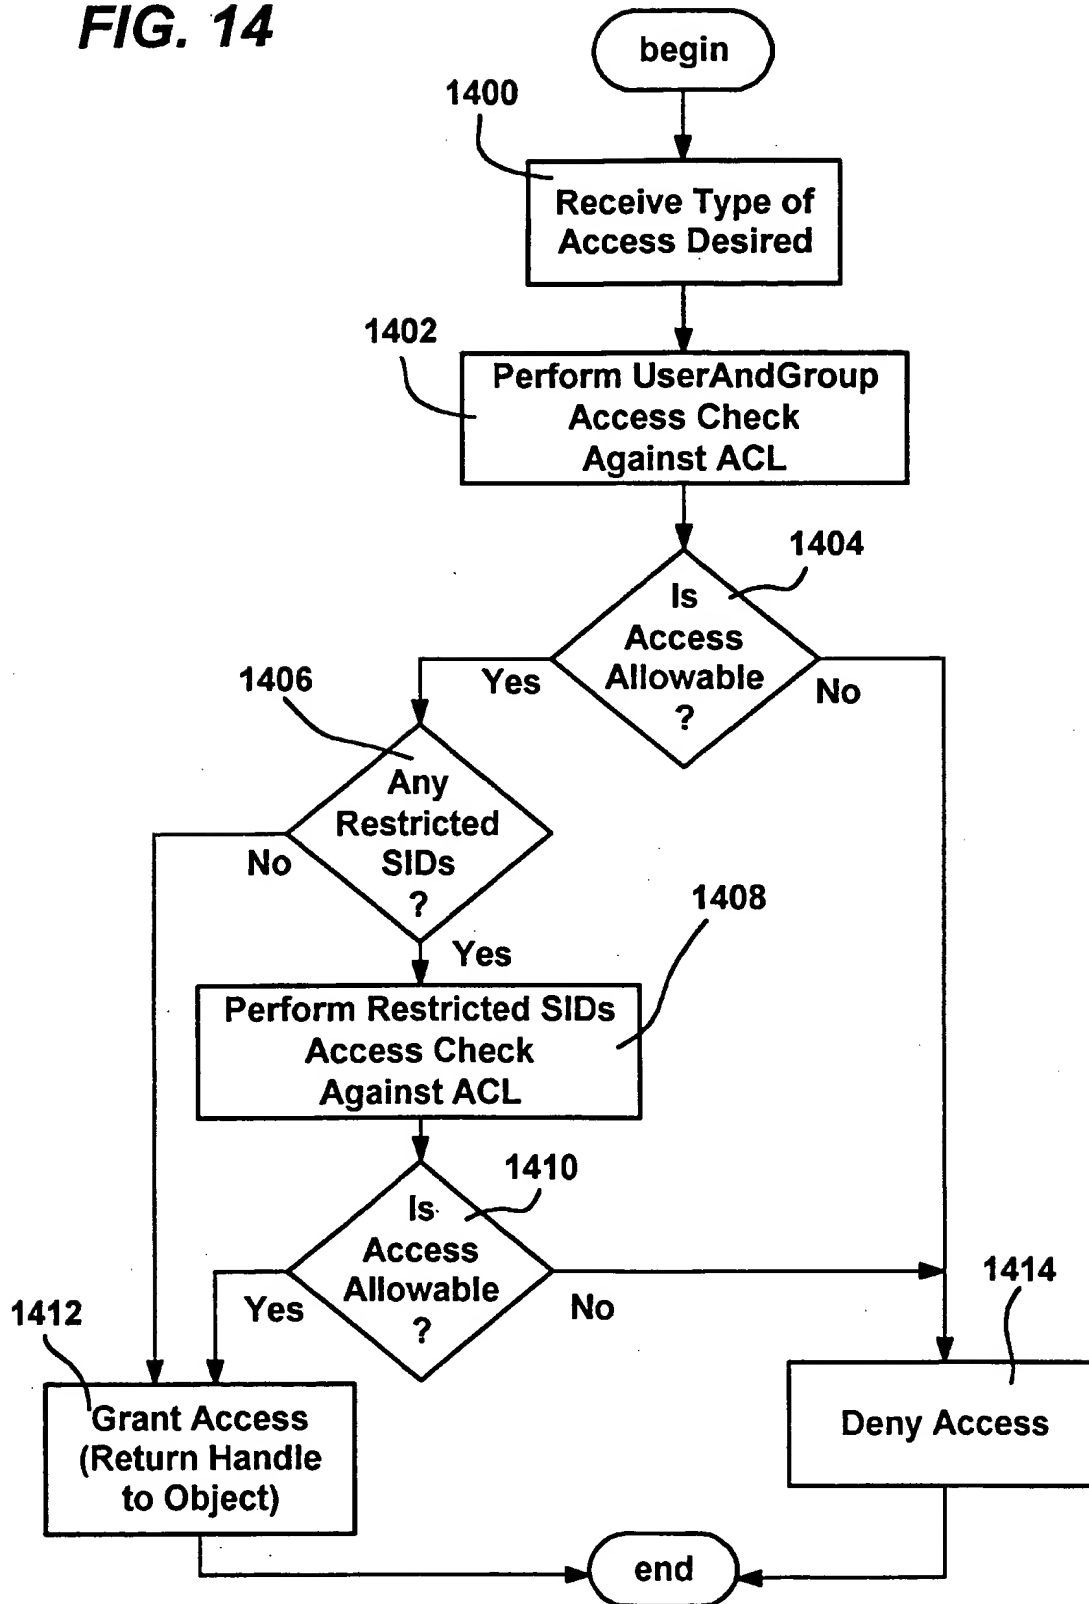 FIG. 14
begin
1400
Receive Type of
Access Desired
1402
Perform UserAndGroup
Access Check
Against ACL
1404
Is
Access
Allowable
?
Yes
No
1406
Any
Restricted
SIDs
?
No
Yes
1408
Perform Restricted SIDs
Access Check
Against ACL
1410
Is
Access
Allowable
?
Yes
No
1412
Grant Access
(Return Handle
to Object)
1414
Deny Access
end